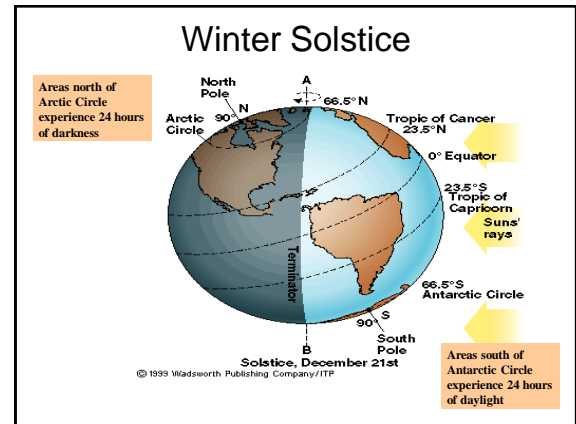 Winter Solstice
Areas north of
Arctic Circle
experience 24 hours
of darkness
North
Pole
A
90° N
66.5° N
Arctic
Circle
Tropic of Cancer
23.5°N
0° Equator
23.5°S
Tropic of
Capricorn
Suns'
rays
Terminator
66.5°S
Antarctic Circle
90° S
South
Pole
B
Solstice, December 21st
© 1999 Wadsworth Publishing Company/ITP
Areas south of
Antarctic Circle
experience 24 hours
of daylight